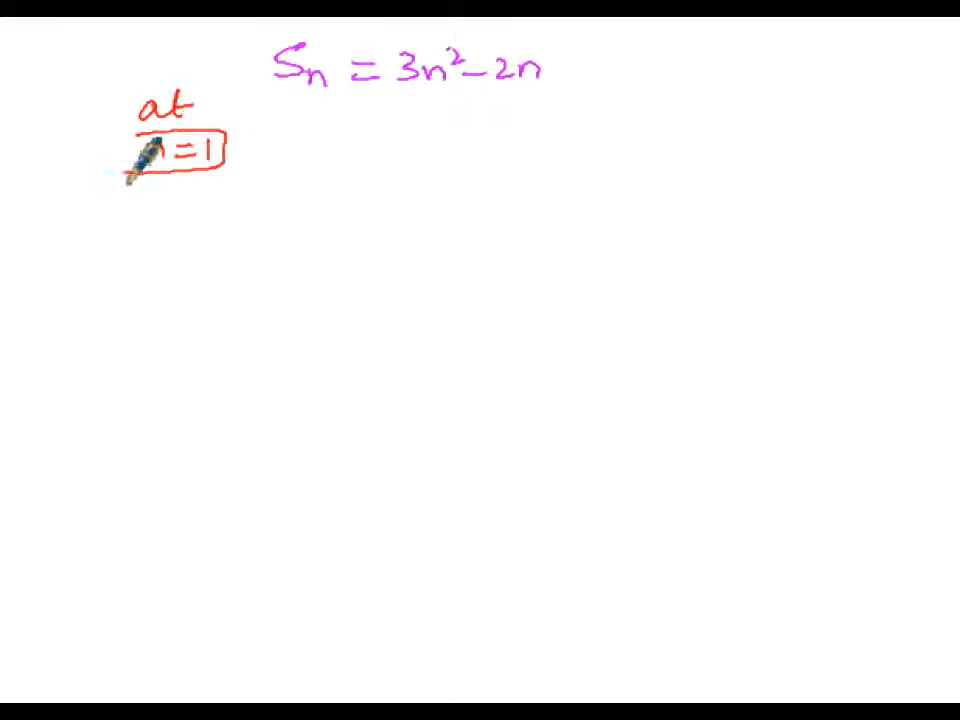 Sn = 3n² - 2n
at
n = 1